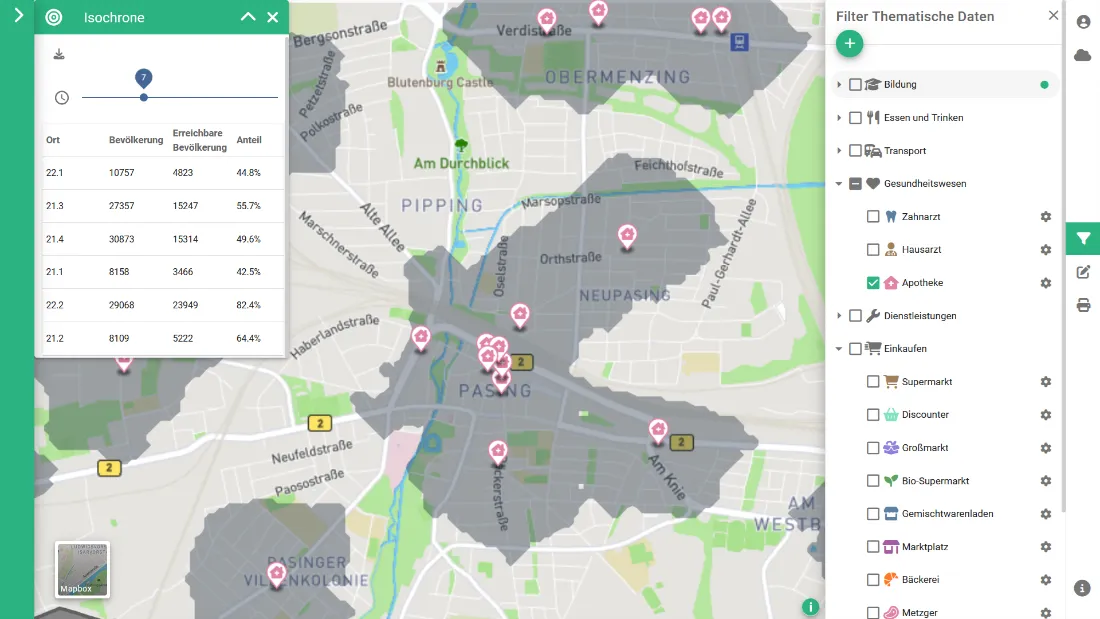 Isochrone
7
Ort Bevölkerung Erreichbare Bevölkerung Anteil
22.1 10757 4823 44.8%
21.3 27357 15247 55.7%
21.4 30873 15314 49.6%
21.1 8158 3466 42.5%
22.2 29068 23949 82.4%
21.2 8109 5222 64.4%
Bergsonstraße
Verdistraße
OBERMENZING
Blutenburg Castle
Petzelstraße
Polkostraße
Am Durchblick
Feichthofstraße
PIPPING
Marsopstraße
Alte Allee
Marschnerstraße
Orthstraße
Oselstraße
Paul-Gerhardt-Allee
NEUPASING
Haberlandstraße
2
PASING
2
2
Neufeldstraße
2
Paosostraße
Am Knie
AM
WESTB
PASINGER
VILLENKOLONIE
Mapbox
Filter Thematische Daten
Bildung
Essen und Trinken
Transport
Gesundheitswesen
Zahnarzt
Hausarzt
Apotheke
Dienstleistungen
Einkaufen
Supermarkt
Discounter
Großmarkt
Bio-Supermarkt
Gemischtwarenladen
Marktplatz
Bäckerei
Metzger